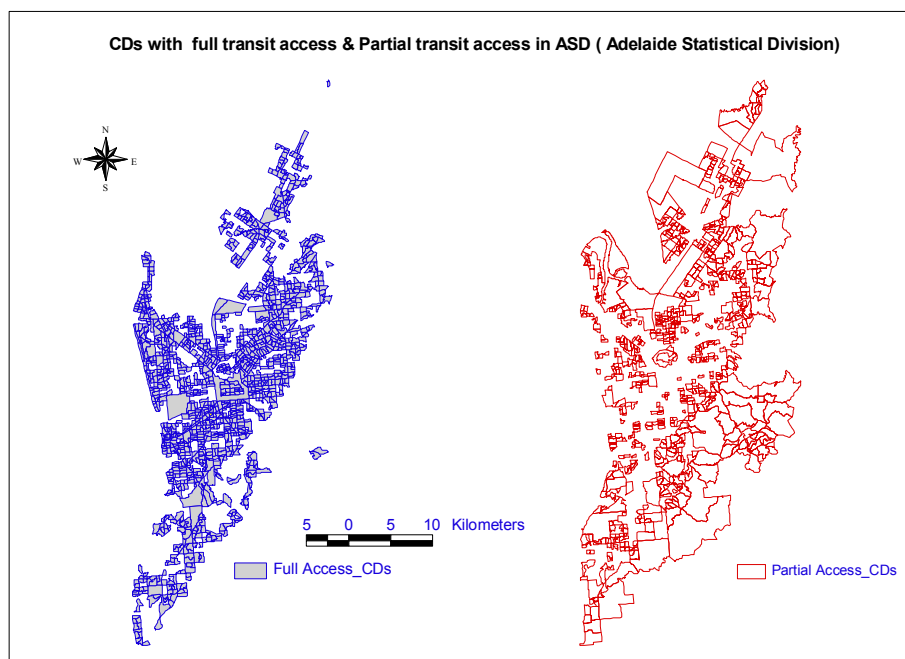 CDs with full transit access & Partial transit access in ASD ( Adelaide Statistical Division)
N
W E
S
5 0 5 10 Kilometers
Full Access_CDs
Partial Access_CDs